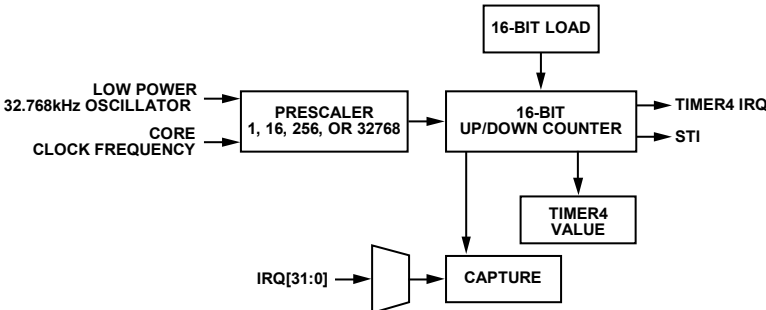 16-BIT LOAD
LOW POWER
32.768kHz OSCILLATOR
CORE
CLOCK FREQUENCY
PRESCALER
1, 16, 256, OR 32768
16-BIT
UP/DOWN COUNTER
TIMER4 IRQ
STI
TIMER4
VALUE
IRQ[31:0]
CAPTURE